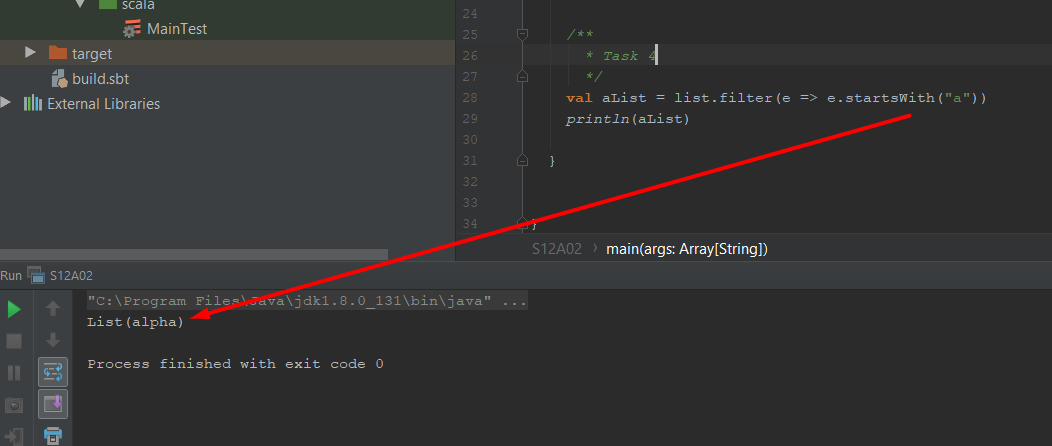 scala
MainTest
target
build.sbt
External Libraries
24
25 /**
26 * Task 4
27 */
28 val aList = list.filter(e => e.startsWith("a"))
29 println(aList)
30
31 }
32
33
34 }
S12A02 › main(args: Array[String])
Run S12A02
"C:\Program Files\Java\jdk1.8.0_131\bin\java" ...
List(alpha)
Process finished with exit code 0